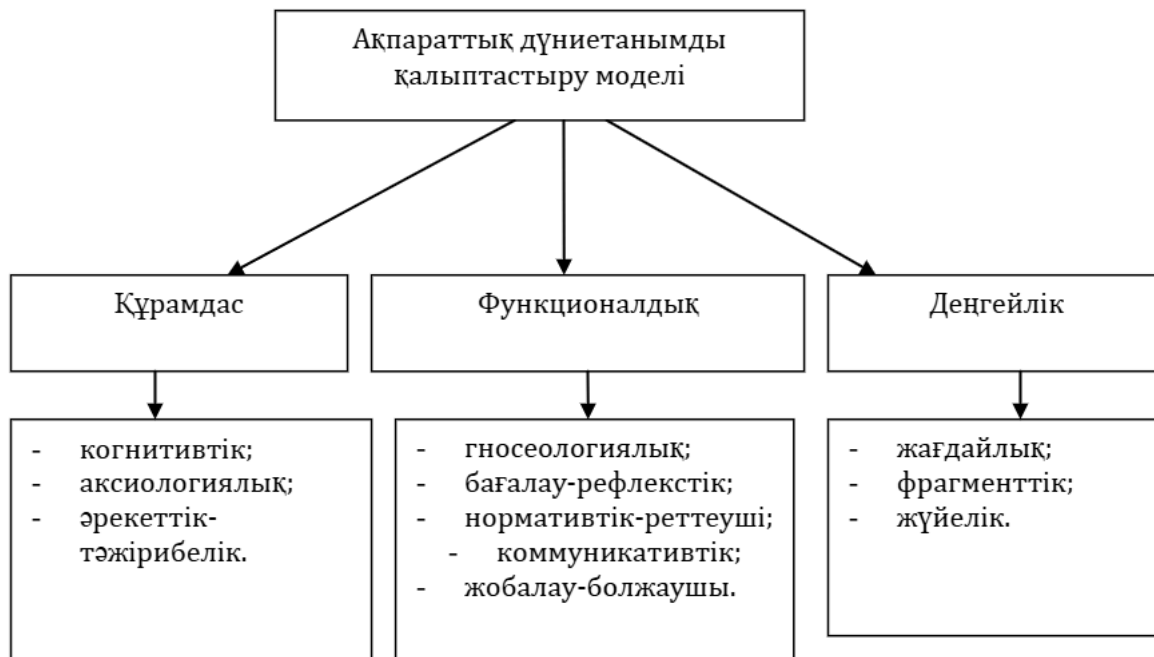 Ақпараттық дүниетанымды
қалыптастыру моделі
Құрамдас
Функционалдық
Деңгейлік
- когнитивтік;
- аксиологиялық;
- әрекеттік-
тәжірибелік.
- гносеологиялық;
- бағалау-рефлекстік;
- нормативтік-реттеуші;
- коммуникативтік;
- жобалау-болжаушы.
- жағдайлық;
- фрагменттік;
- жүйелік.